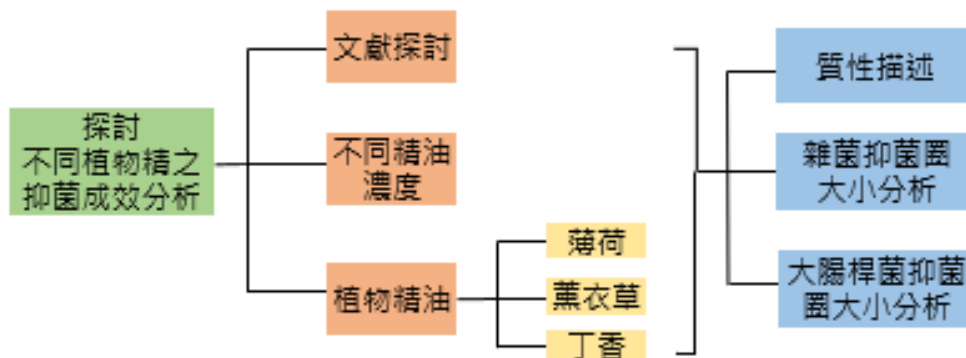 探討
不同植物精之
抑菌成效分析
文獻探討
不同精油
濃度
植物精油
薄荷
薰衣草
丁香
質性描述
雜菌抑菌圈
大小分析
大腸桿菌抑菌
圈大小分析